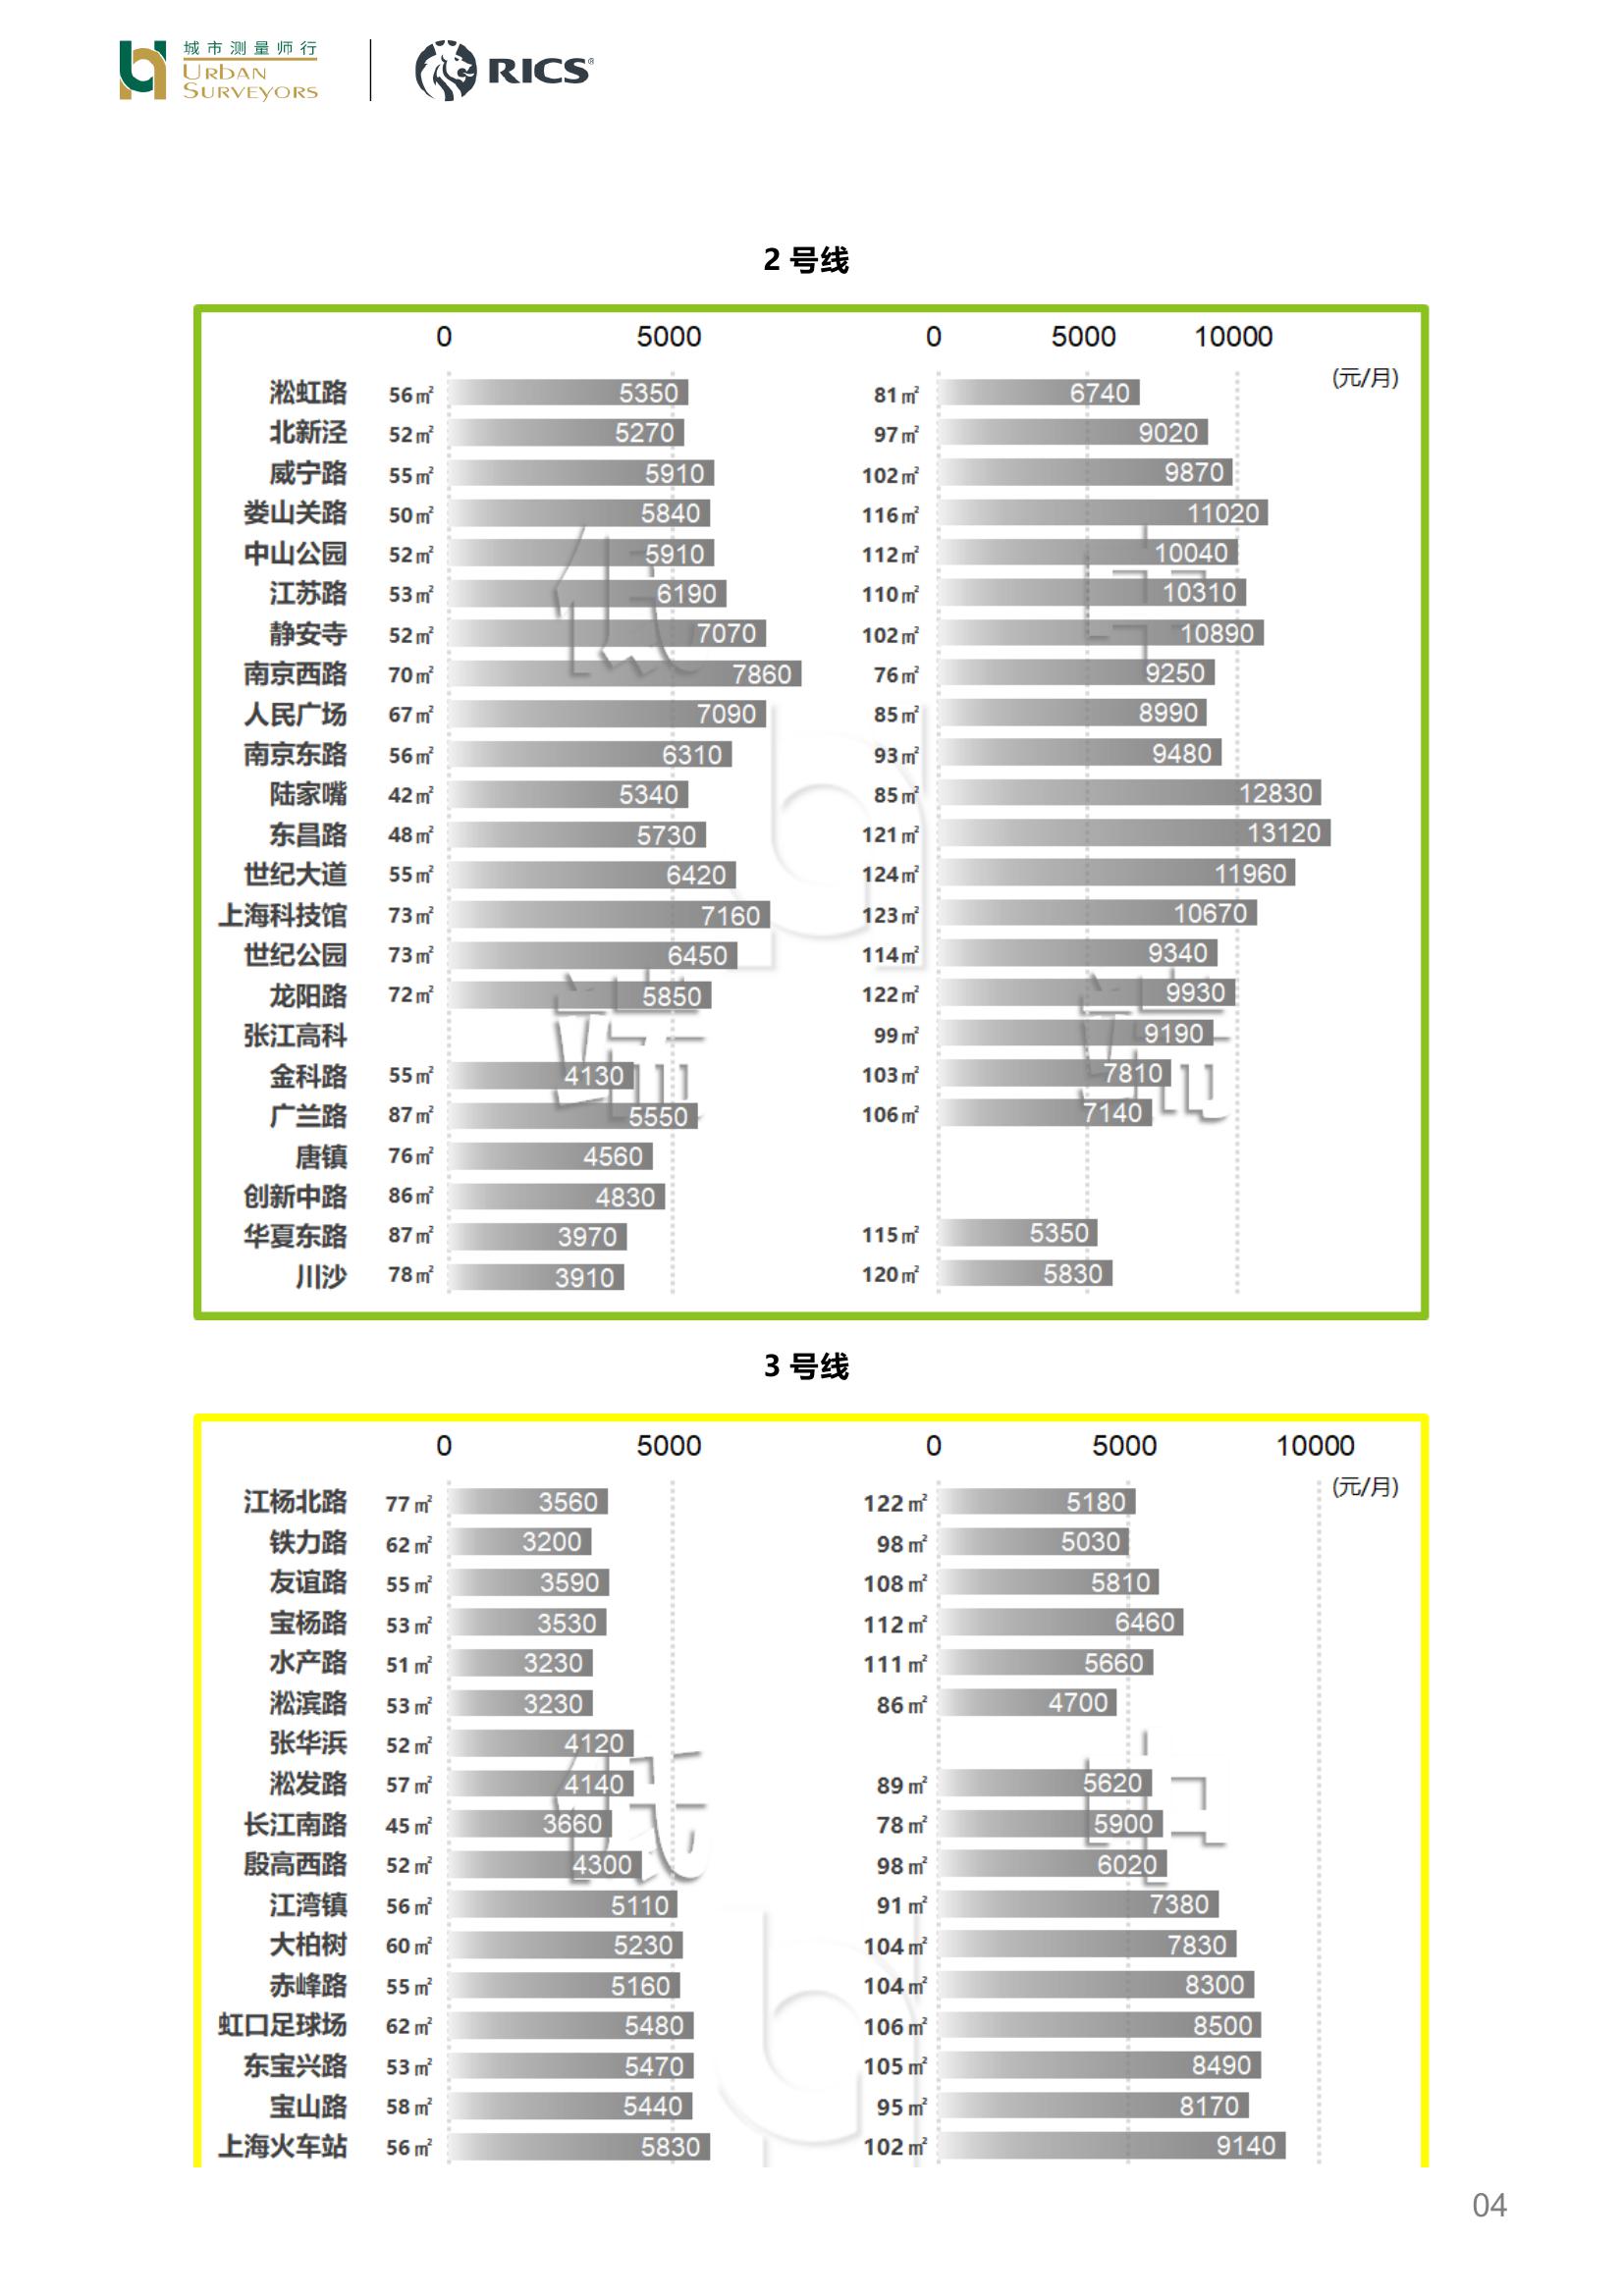 城市测量师行
URBAN
SURVEYORS
RICS®
2 号线
0 5000 0 5000 10000
(元/月)
淞虹路 56㎡ 5350 81㎡ 6740
北新泾 52㎡ 5270 97㎡ 9020
威宁路 55㎡ 5910 102㎡ 9870
娄山关路 50㎡ 5840 116㎡ 11020
中山公园 52㎡ 5910 112㎡ 10040
江苏路 53㎡ 6190 110㎡ 10310
静安寺 52㎡ 7070 102㎡ 10890
南京西路 70㎡ 7860 76㎡ 9250
人民广场 67㎡ 7090 85㎡ 8990
南京东路 56㎡ 6310 93㎡ 9480
陆家嘴 42㎡ 5340 85㎡ 12830
东昌路 48㎡ 5730 121㎡ 13120
世纪大道 55㎡ 6420 124㎡ 11960
上海科技馆 73㎡ 7160 123㎡ 10670
世纪公园 73㎡ 6450 114㎡ 9340
龙阳路 72㎡ 5850 122㎡ 9930
张江高科 99㎡ 9190
金科路 55㎡ 4130 103㎡ 7810
广兰路 87㎡ 5550 106㎡ 7140
唐镇 76㎡ 4560
创新中路 86㎡ 4830
华夏东路 87㎡ 3970 115㎡ 5350
川沙 78㎡ 3910 120㎡ 5830
3 号线
0 5000 0 5000 10000
(元/月)
江杨北路 77㎡ 3560 122㎡ 5180
铁力路 62㎡ 3200 98㎡ 5030
友谊路 55㎡ 3590 108㎡ 5810
宝杨路 53㎡ 3530 112㎡ 6460
水产路 51㎡ 3230 111㎡ 5660
淞滨路 53㎡ 3230 86㎡ 4700
张华浜 52㎡ 4120
淞发路 57㎡ 4140 89㎡ 5620
长江南路 45㎡ 3660 78㎡ 5900
殷高西路 52㎡ 4300 98㎡ 6020
江湾镇 56㎡ 5110 91㎡ 7380
大柏树 60㎡ 5230 104㎡ 7830
赤峰路 55㎡ 5160 104㎡ 8300
虹口足球场 62㎡ 5480 106㎡ 8500
东宝兴路 53㎡ 5470 105㎡ 8490
宝山路 58㎡ 5440 95㎡ 8170
上海火车站 56㎡ 5830 102㎡ 9140
04